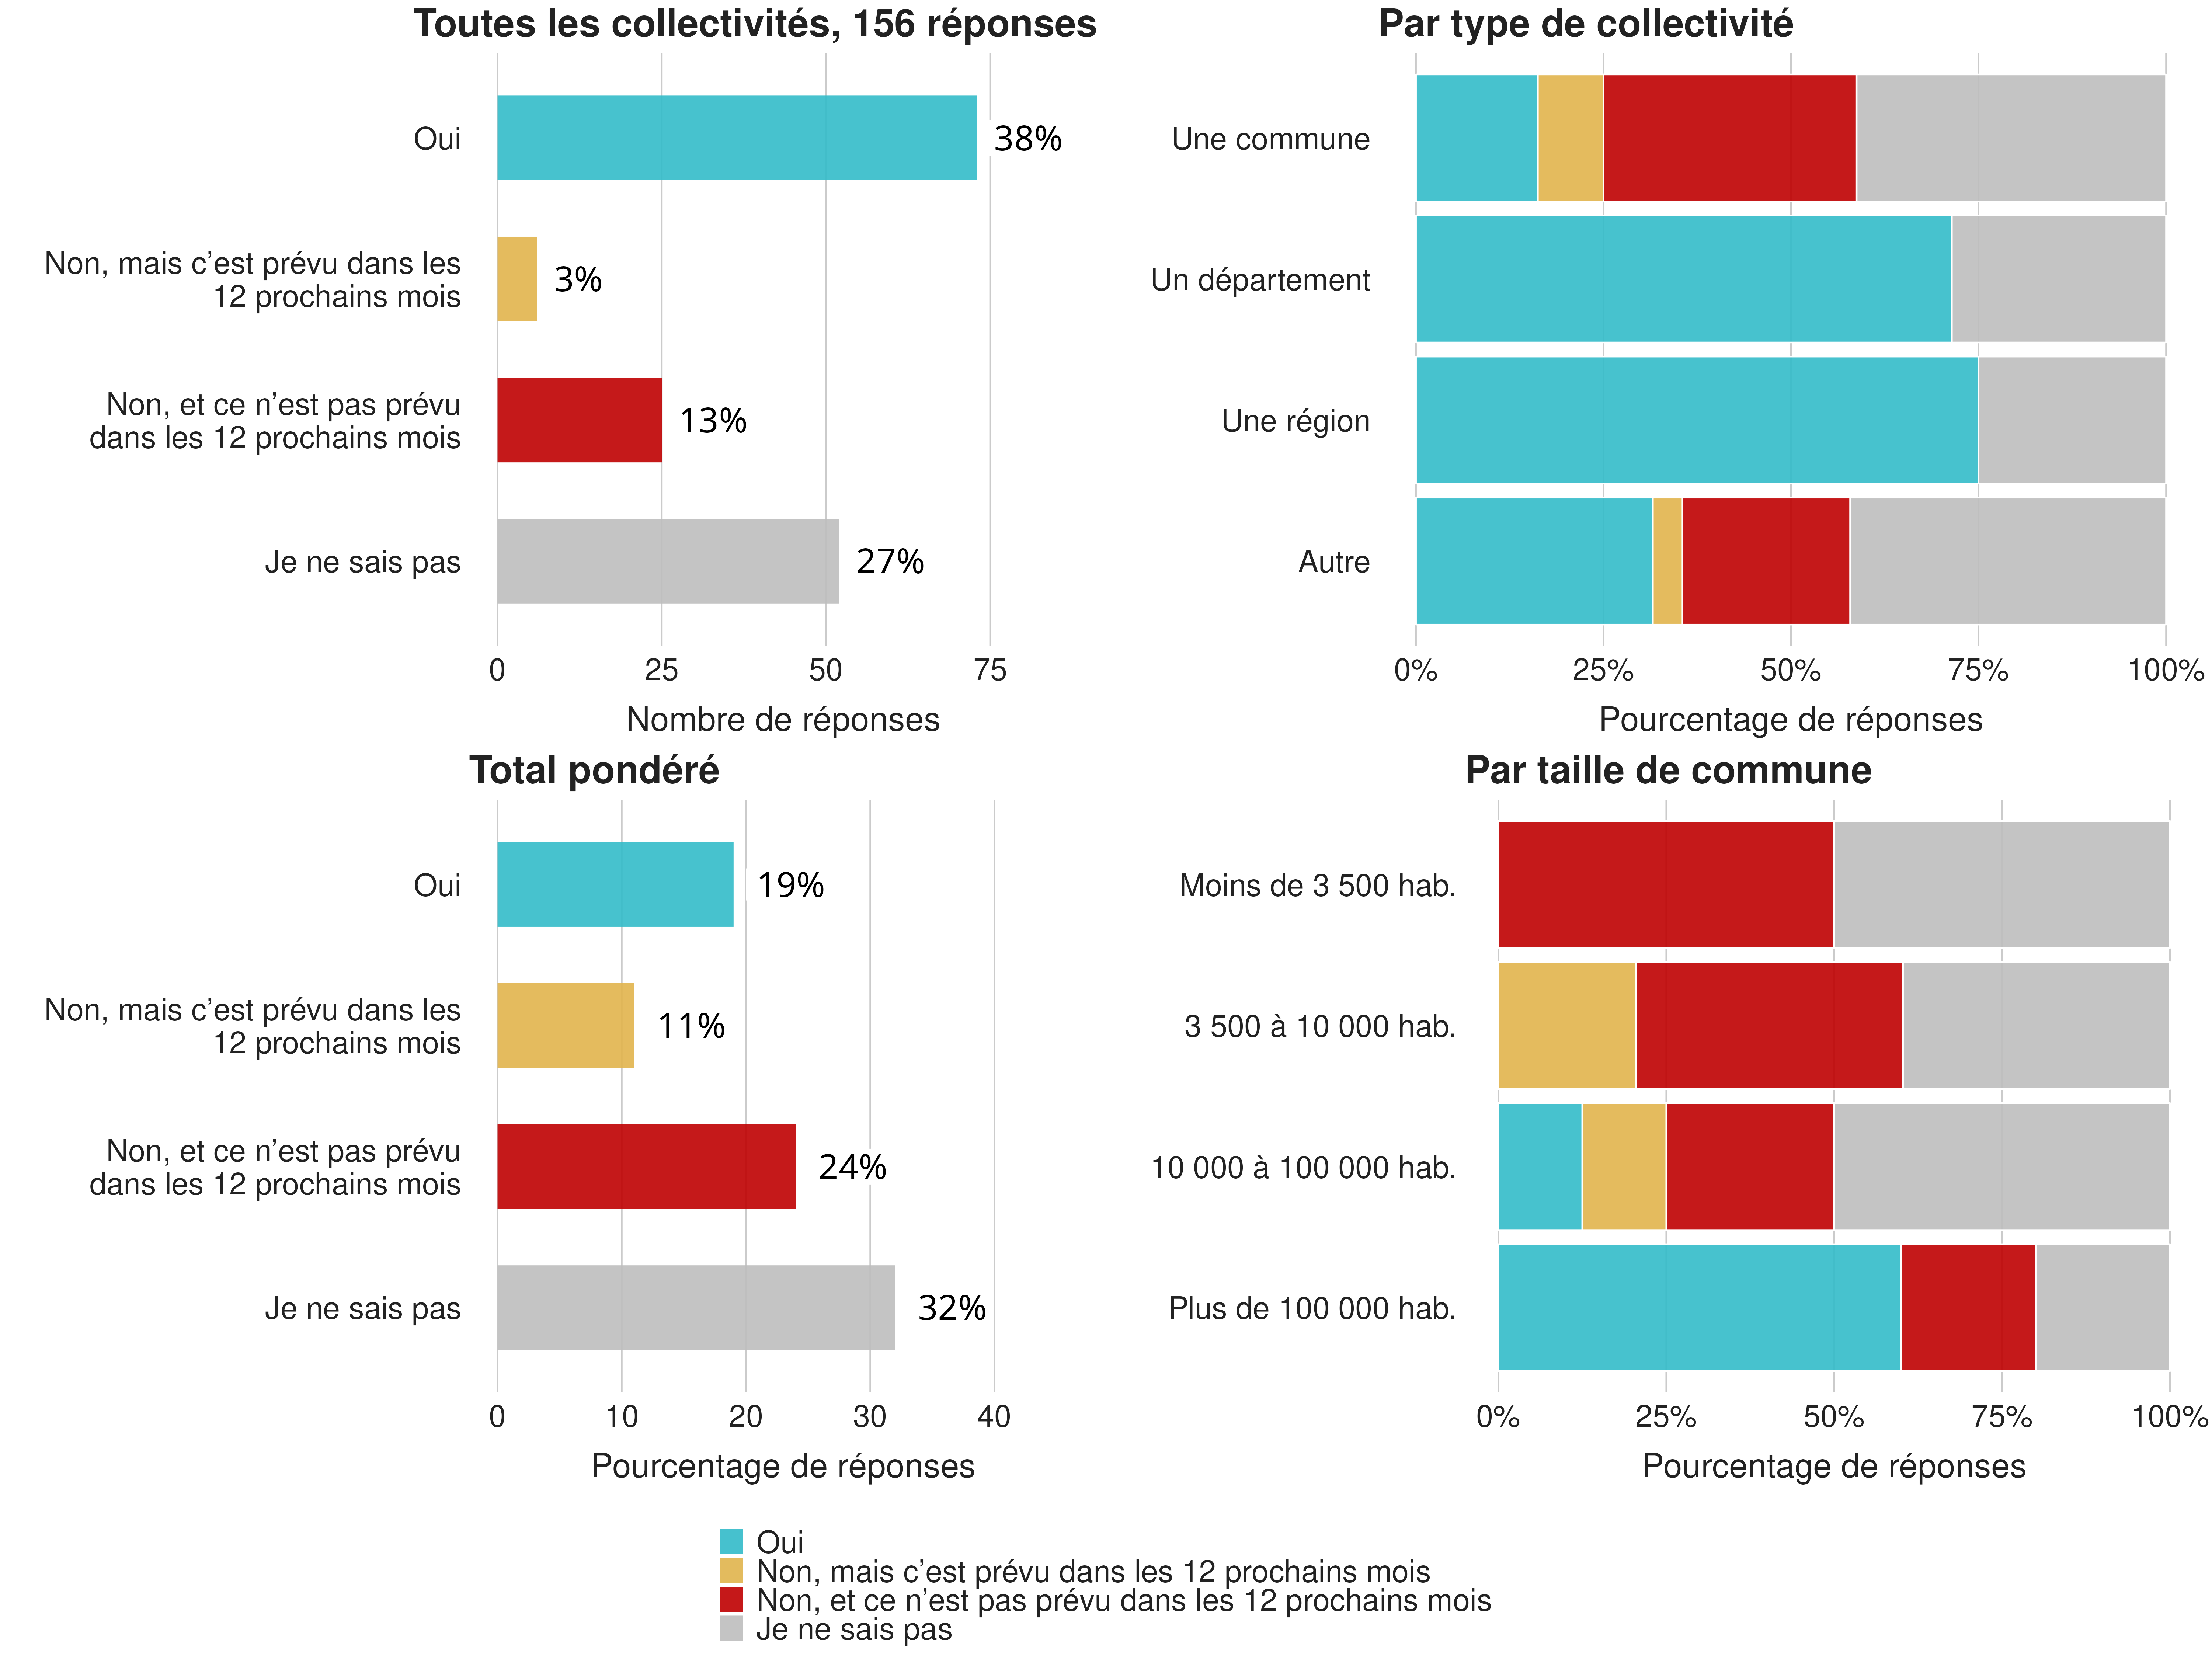 Toutes les collectivités, 156 réponses
Oui
38%
Non, mais c’est prévu dans les
12 prochains mois
3%
Non, et ce n’est pas prévu
dans les 12 prochains mois
13%
Je ne sais pas
27%
0 25 50 75
Nombre de réponses
Par type de collectivité
Une commune
Un département
Une région
Autre
0% 25% 50% 75% 100%
Pourcentage de réponses
Total pondéré
Oui
19%
Non, mais c’est prévu dans les
12 prochains mois
11%
Non, et ce n’est pas prévu
dans les 12 prochains mois
24%
Je ne sais pas
32%
0 10 20 30 40
Pourcentage de réponses
Par taille de commune
Moins de 3 500 hab.
3 500 à 10 000 hab.
10 000 à 100 000 hab.
Plus de 100 000 hab.
0% 25% 50% 75% 100%
Pourcentage de réponses
Oui
Non, mais c’est prévu dans les 12 prochains mois
Non, et ce n’est pas prévu dans les 12 prochains mois
Je ne sais pas